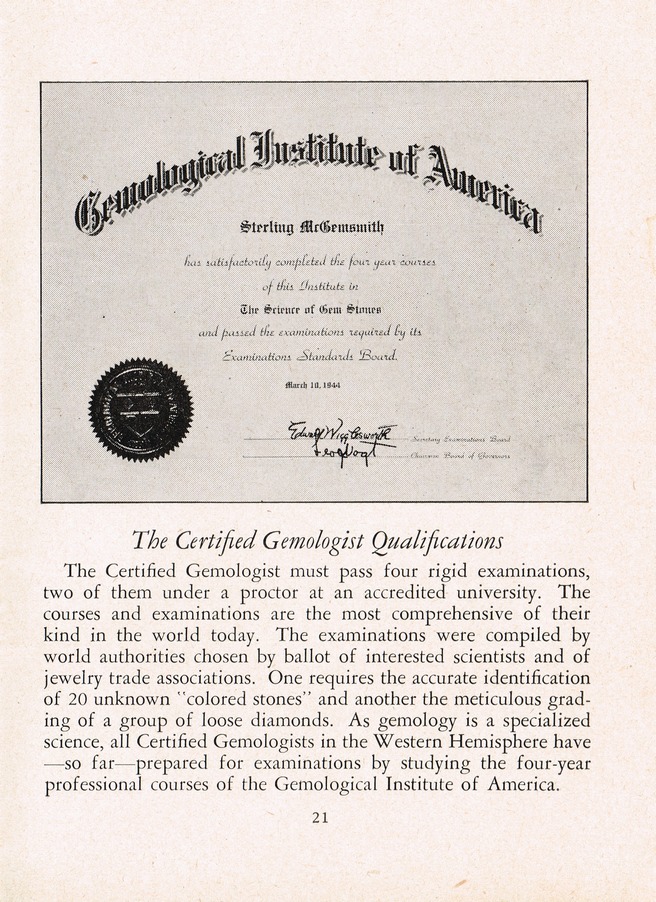 Gemological Institute of America
Sterling McGemsmith
has satisfactorily completed the four year courses
of this Institute in
The Science of Gem Stones
and passed the examinations required by its
Examinations Standards Board.
March 10, 1944
Edward Wigglesworth
Secretary Examinations Board
Leo J Vogt
Chairman Board of Governors
The Certified Gemologist Qualifications
The Certified Gemologist must pass four rigid examinations,
two of them under a proctor at an accredited university. The
courses and examinations are the most comprehensive of their
kind in the world today. The examinations were compiled by
world authorities chosen by ballot of interested scientists and of
jewelry trade associations. One requires the accurate identification
of 20 unknown "colored stones" and another the meticulous grad-
ing of a group of loose diamonds. As gemology is a specialized
science, all Certified Gemologists in the Western Hemisphere have
—so far—prepared for examinations by studying the four-year
professional courses of the Gemological Institute of America.
21